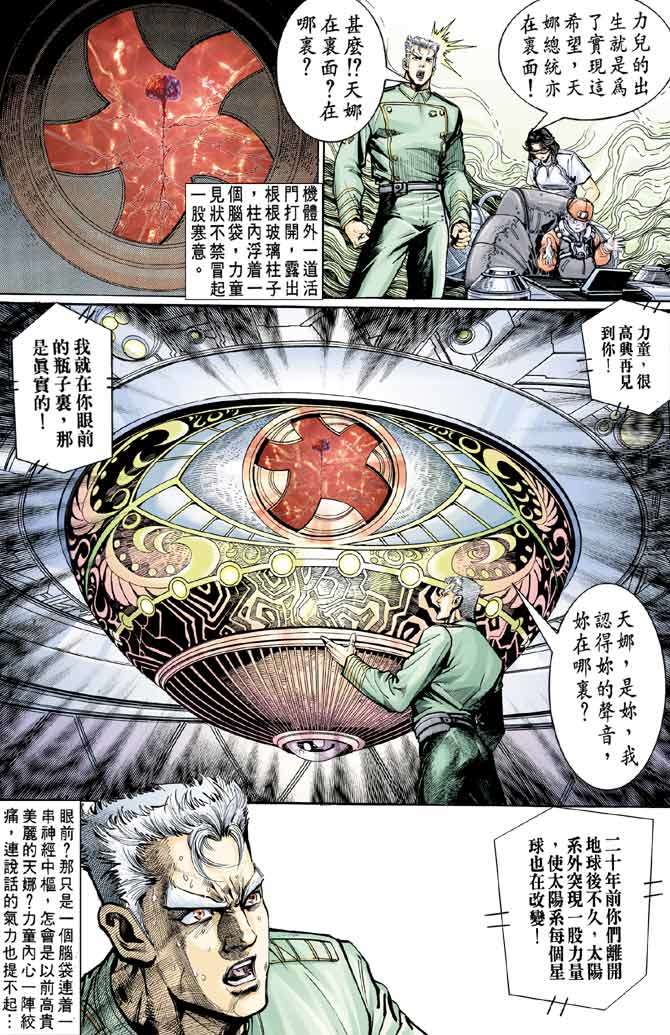 力兒的出
生就是爲
了實現這
希望，天
娜總統亦
在裏面！
甚麼!?天娜
在裏面？在
哪裏？
機體外一道活
門打開，露出
根根玻璃柱子
，柱內浮着一
個腦袋，力童
見狀不禁冒起
一股寒意。
力童，很
高興再見
到你！
我就在你眼前
的瓶子裏，那
是眞實的！
天娜，是妳，我
認得妳的聲音，
妳在哪裏？
二十年前你們離開
地球後不久，太陽
系外突現一股力量
，使太陽系每個星
球也在改變！
眼前？那只是一個腦袋連着一
串神經中樞，怎會是以前高貴
美麗的天娜？力童內心一陣絞
痛，連說話的氣力也提不起…